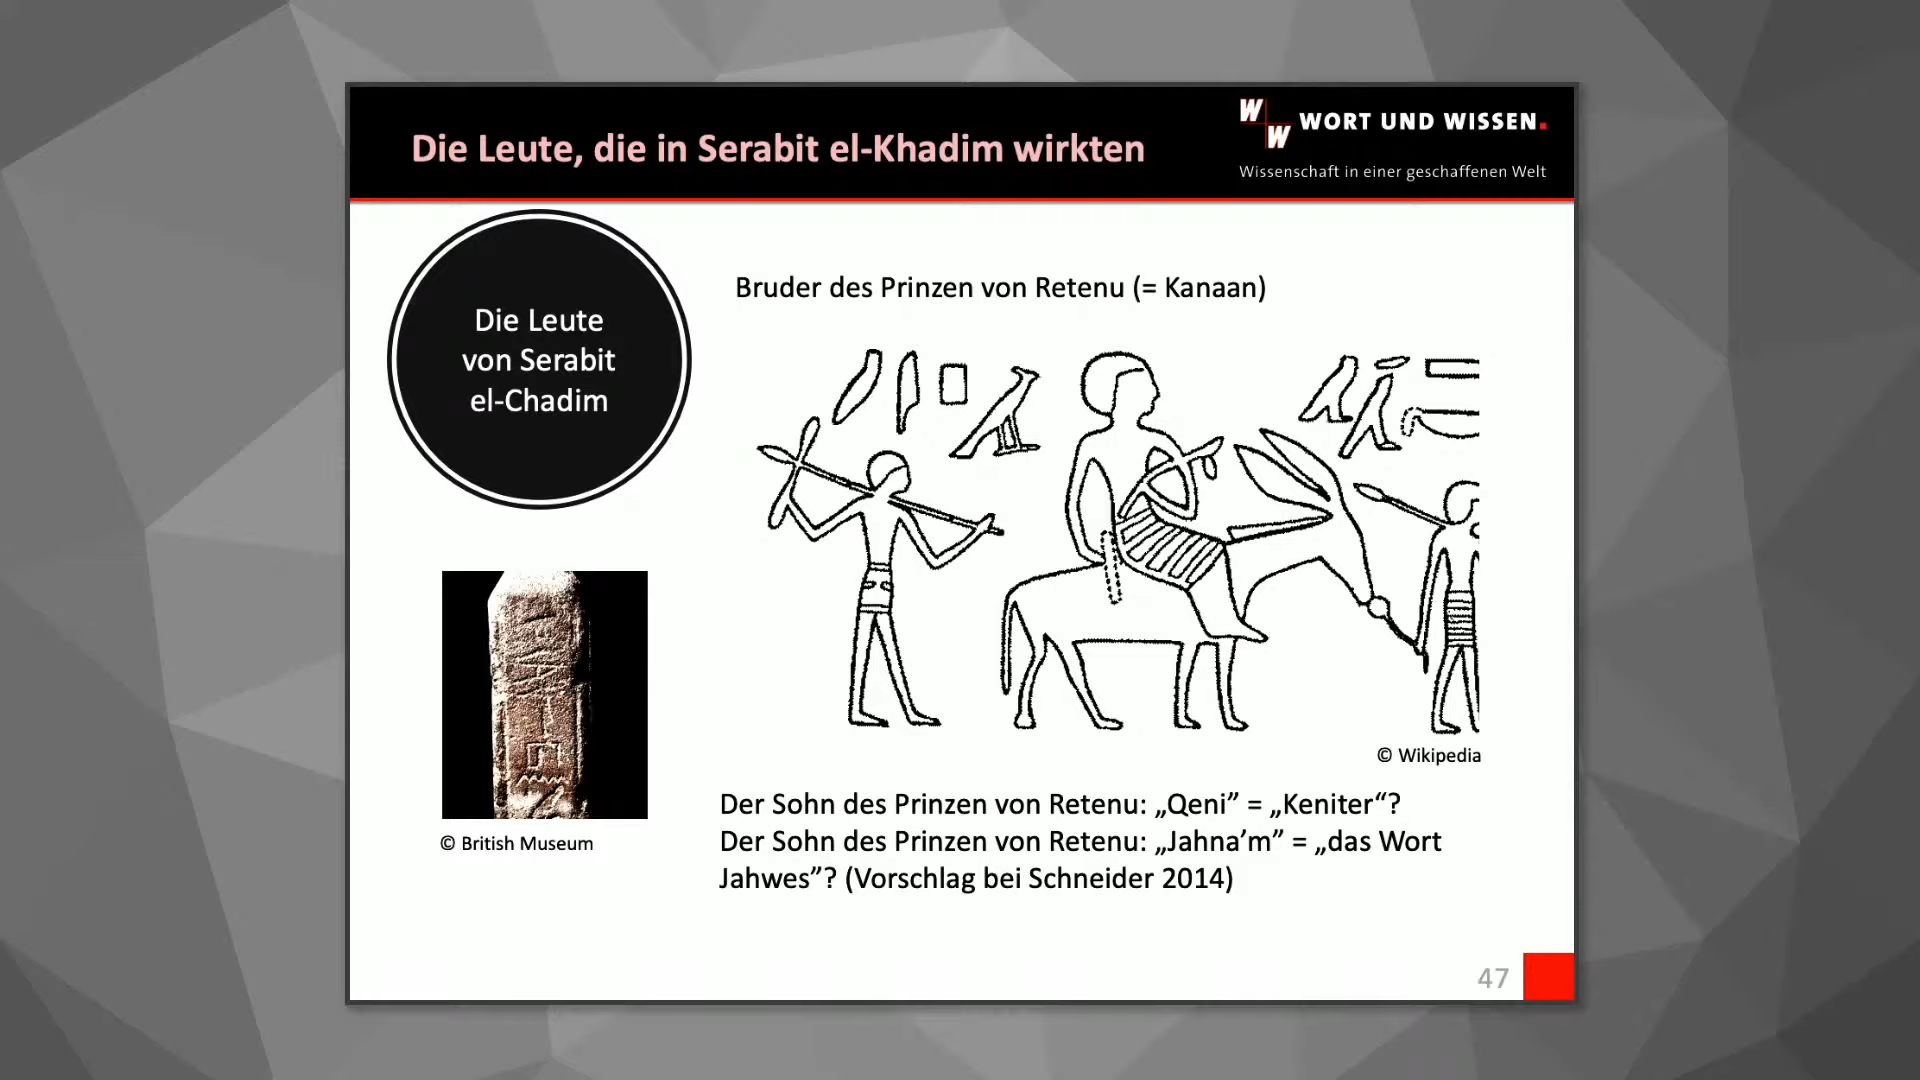 Die Leute, die in Serabit el-Khadim wirkten
W
W
WORT UND WISSEN.
Wissenschaft in einer geschaffenen Welt
Die Leute
von Serabit
el-Chadim
Bruder des Prinzen von Retenu (= Kanaan)
© Wikipedia
© British Museum
Der Sohn des Prinzen von Retenu: „Qeni” = „Keniter“?
Der Sohn des Prinzen von Retenu: „Jahna’m” = „das Wort
Jahwes”? (Vorschlag bei Schneider 2014)
47